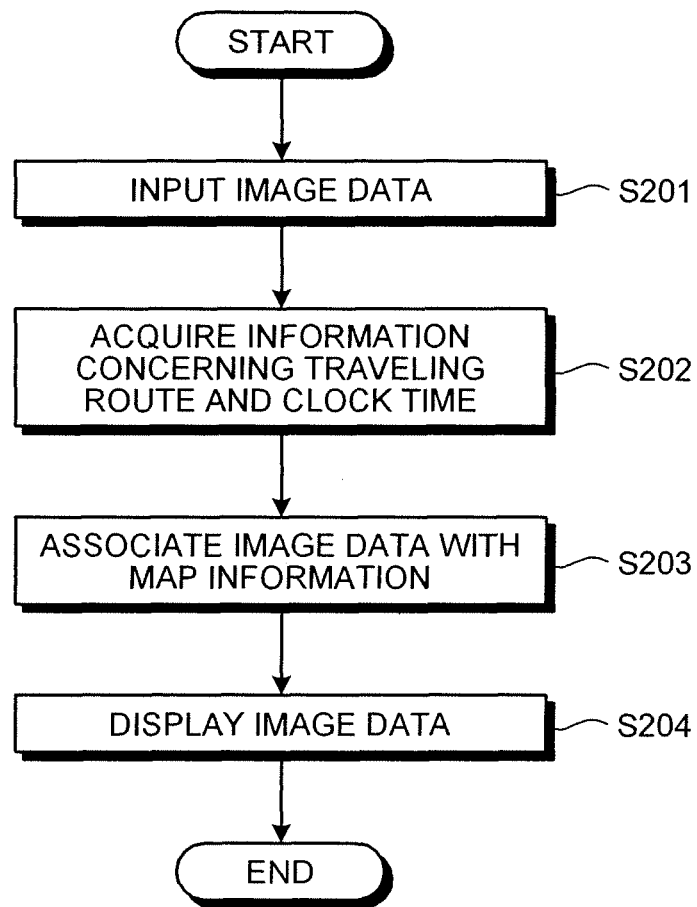 START
INPUT IMAGE DATA
S201
ACQUIRE INFORMATION
CONCERNING TRAVELING
ROUTE AND CLOCK TIME
S202
ASSOCIATE IMAGE DATA WITH
MAP INFORMATION
S203
DISPLAY IMAGE DATA
S204
END